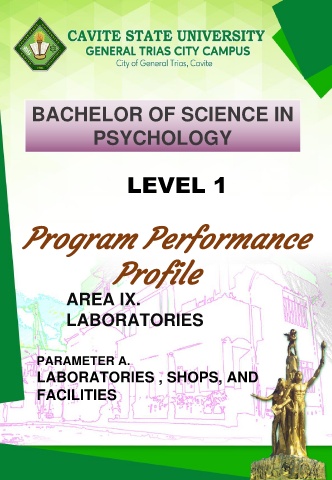 CAVITE STATE UNIVERSITY
GENERAL TRIAS CITY CAMPUS
City of General Trias, Cavite
BACHELOR OF SCIENCE IN
PSYCHOLOGY
LEVEL 1
Program Performance
Profile
AREA IX.
LABORATORIES
PARAMETER A.
LABORATORIES , SHOPS, AND
FACILITIES